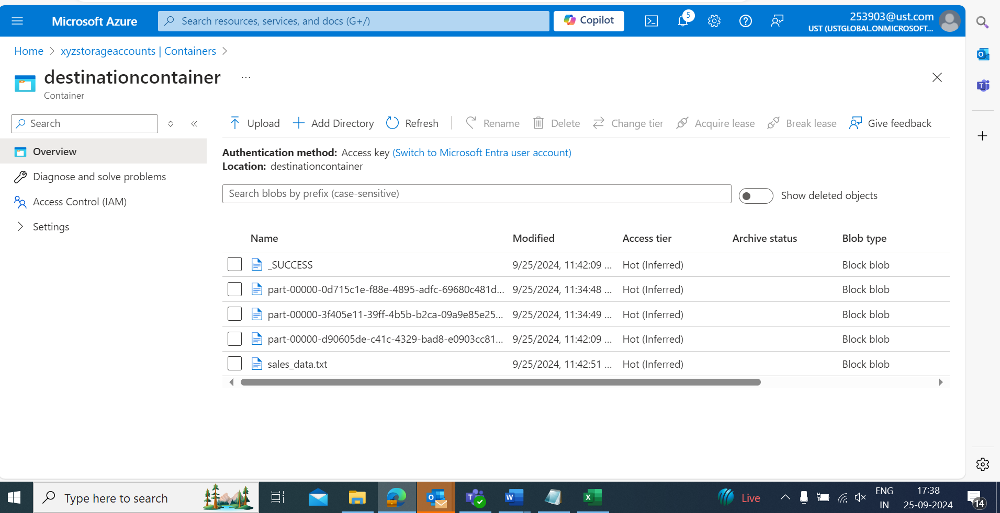 Microsoft Azure
Search resources, services, and docs (G+/)
Copilot
5
253903@ust.com
UST (USTGLOBAL.ONMICROSOFT...
Home > xyzstorageaccounts | Containers >
destinationcontainer ...
Container
Search
Overview
Diagnose and solve problems
Access Control (IAM)
Settings
Upload Add Directory Refresh Rename Delete Change tier Acquire lease Break lease Give feedback
Authentication method: Access key (Switch to Microsoft Entra user account)
Location: destinationcontainer
Search blobs by prefix (case-sensitive)
Show deleted objects
Name Modified Access tier Archive status Blob type
_SUCCESS 9/25/2024, 11:42:09 ... Hot (Inferred) Block blob
part-00000-0d715c1e-f88e-4895-adfc-69680c481d... 9/25/2024, 11:34:48 ... Hot (Inferred) Block blob
part-00000-3f405e11-39ff-4b5b-b2ca-09a9e85e25... 9/25/2024, 11:34:49 ... Hot (Inferred) Block blob
part-00000-d90605de-c41c-4329-bad8-e0903cc81... 9/25/2024, 11:42:09 ... Hot (Inferred) Block blob
sales_data.txt 9/25/2024, 11:42:51 ... Hot (Inferred) Block blob
Type here to search
Live
ENG
IN
17:38
25-09-2024
14